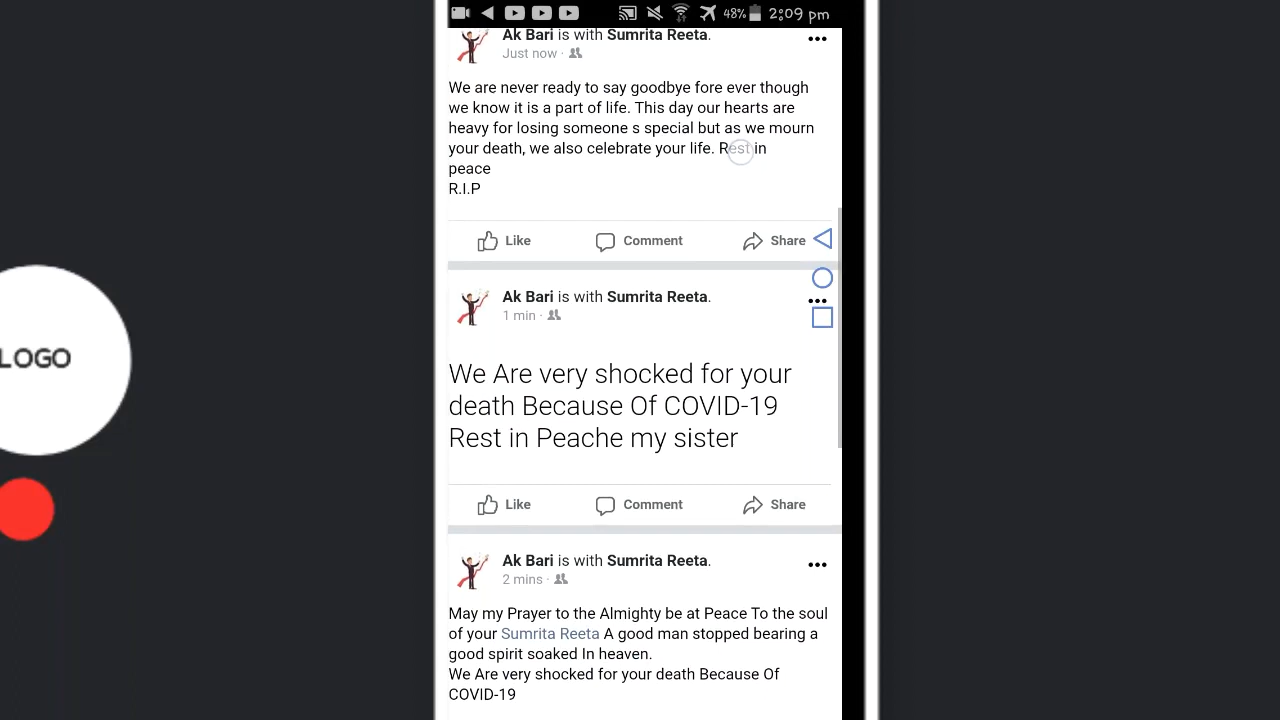 48% 2:09 pm
Ak Bari is with Sumrita Reeta.
Just now ·
We are never ready to say goodbye fore ever though
we know it is a part of life. This day our hearts are
heavy for losing someone s special but as we mourn
your death, we also celebrate your life. Rest in
peace
R.I.P
Like Comment Share
Ak Bari is with Sumrita Reeta.
1 min ·
LOGO
We Are very shocked for your
death Because Of COVID-19
Rest in Peache my sister
Like Comment Share
Ak Bari is with Sumrita Reeta.
2 mins ·
May my Prayer to the Almighty be at Peace To the soul
of your Sumrita Reeta A good man stopped bearing a
good spirit soaked In heaven.
We Are very shocked for your death Because Of
COVID-19